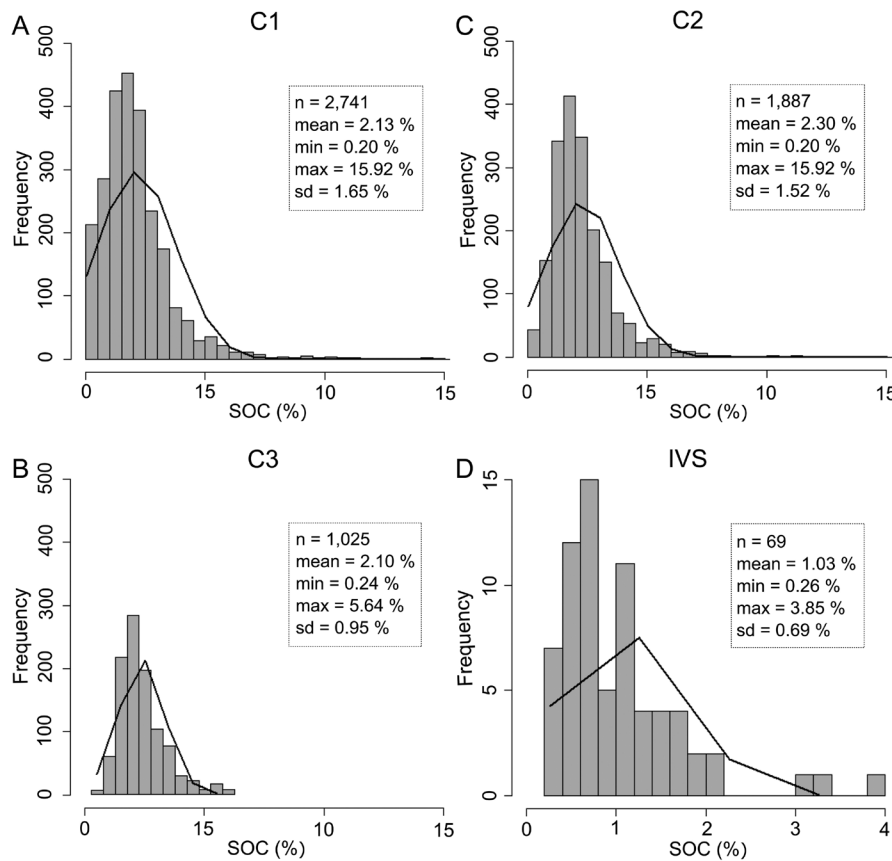 A
C1
500
400
300
200
100
0
Frequency
n = 2,741
mean = 2.13 %
min = 0.20 %
max = 15.92 %
sd = 1.65 %
0
15
10
15
SOC (%)
C
C2
500
400
300
200
100
0
Frequency
n = 1,887
mean = 2.30 %
min = 0.20 %
max = 15.92 %
sd = 1.52 %
0
15
10
15
SOC (%)
B
C3
500
400
300
200
100
0
Frequency
n = 1,025
mean = 2.10 %
min = 0.24 %
max = 5.64 %
sd = 0.95 %
0
15
10
15
SOC (%)
D
IVS
15
10
5
0
Frequency
n = 69
mean = 1.03 %
min = 0.26 %
max = 3.85 %
sd = 0.69 %
0
1
2
3
4
SOC (%)